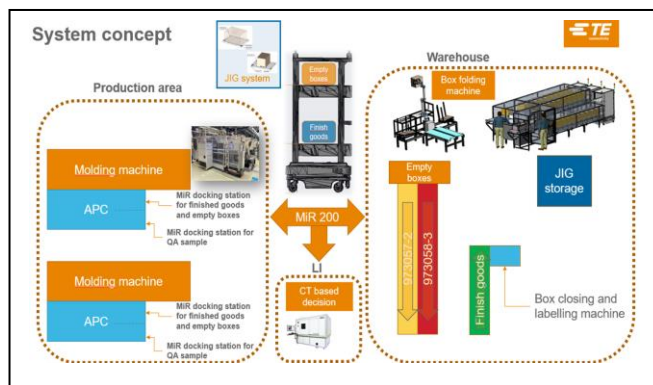 System concept
TE
JIG system
Production area
Molding machine
APC
MiR docking station
for finished goods
and empty boxes
MiR docking station for
QA sample
Molding machine
APC
MiR docking station
for finished goods
and empty boxes
MiR docking station for
QA sample
Empty
boxes
Finish
goods
MiR 200
LI
CT based
decision
Warehouse
Box folding
machine
Empty
boxes
973057-2
973058-3
JIG
storage
Finish goods
Box closing and
labelling machine